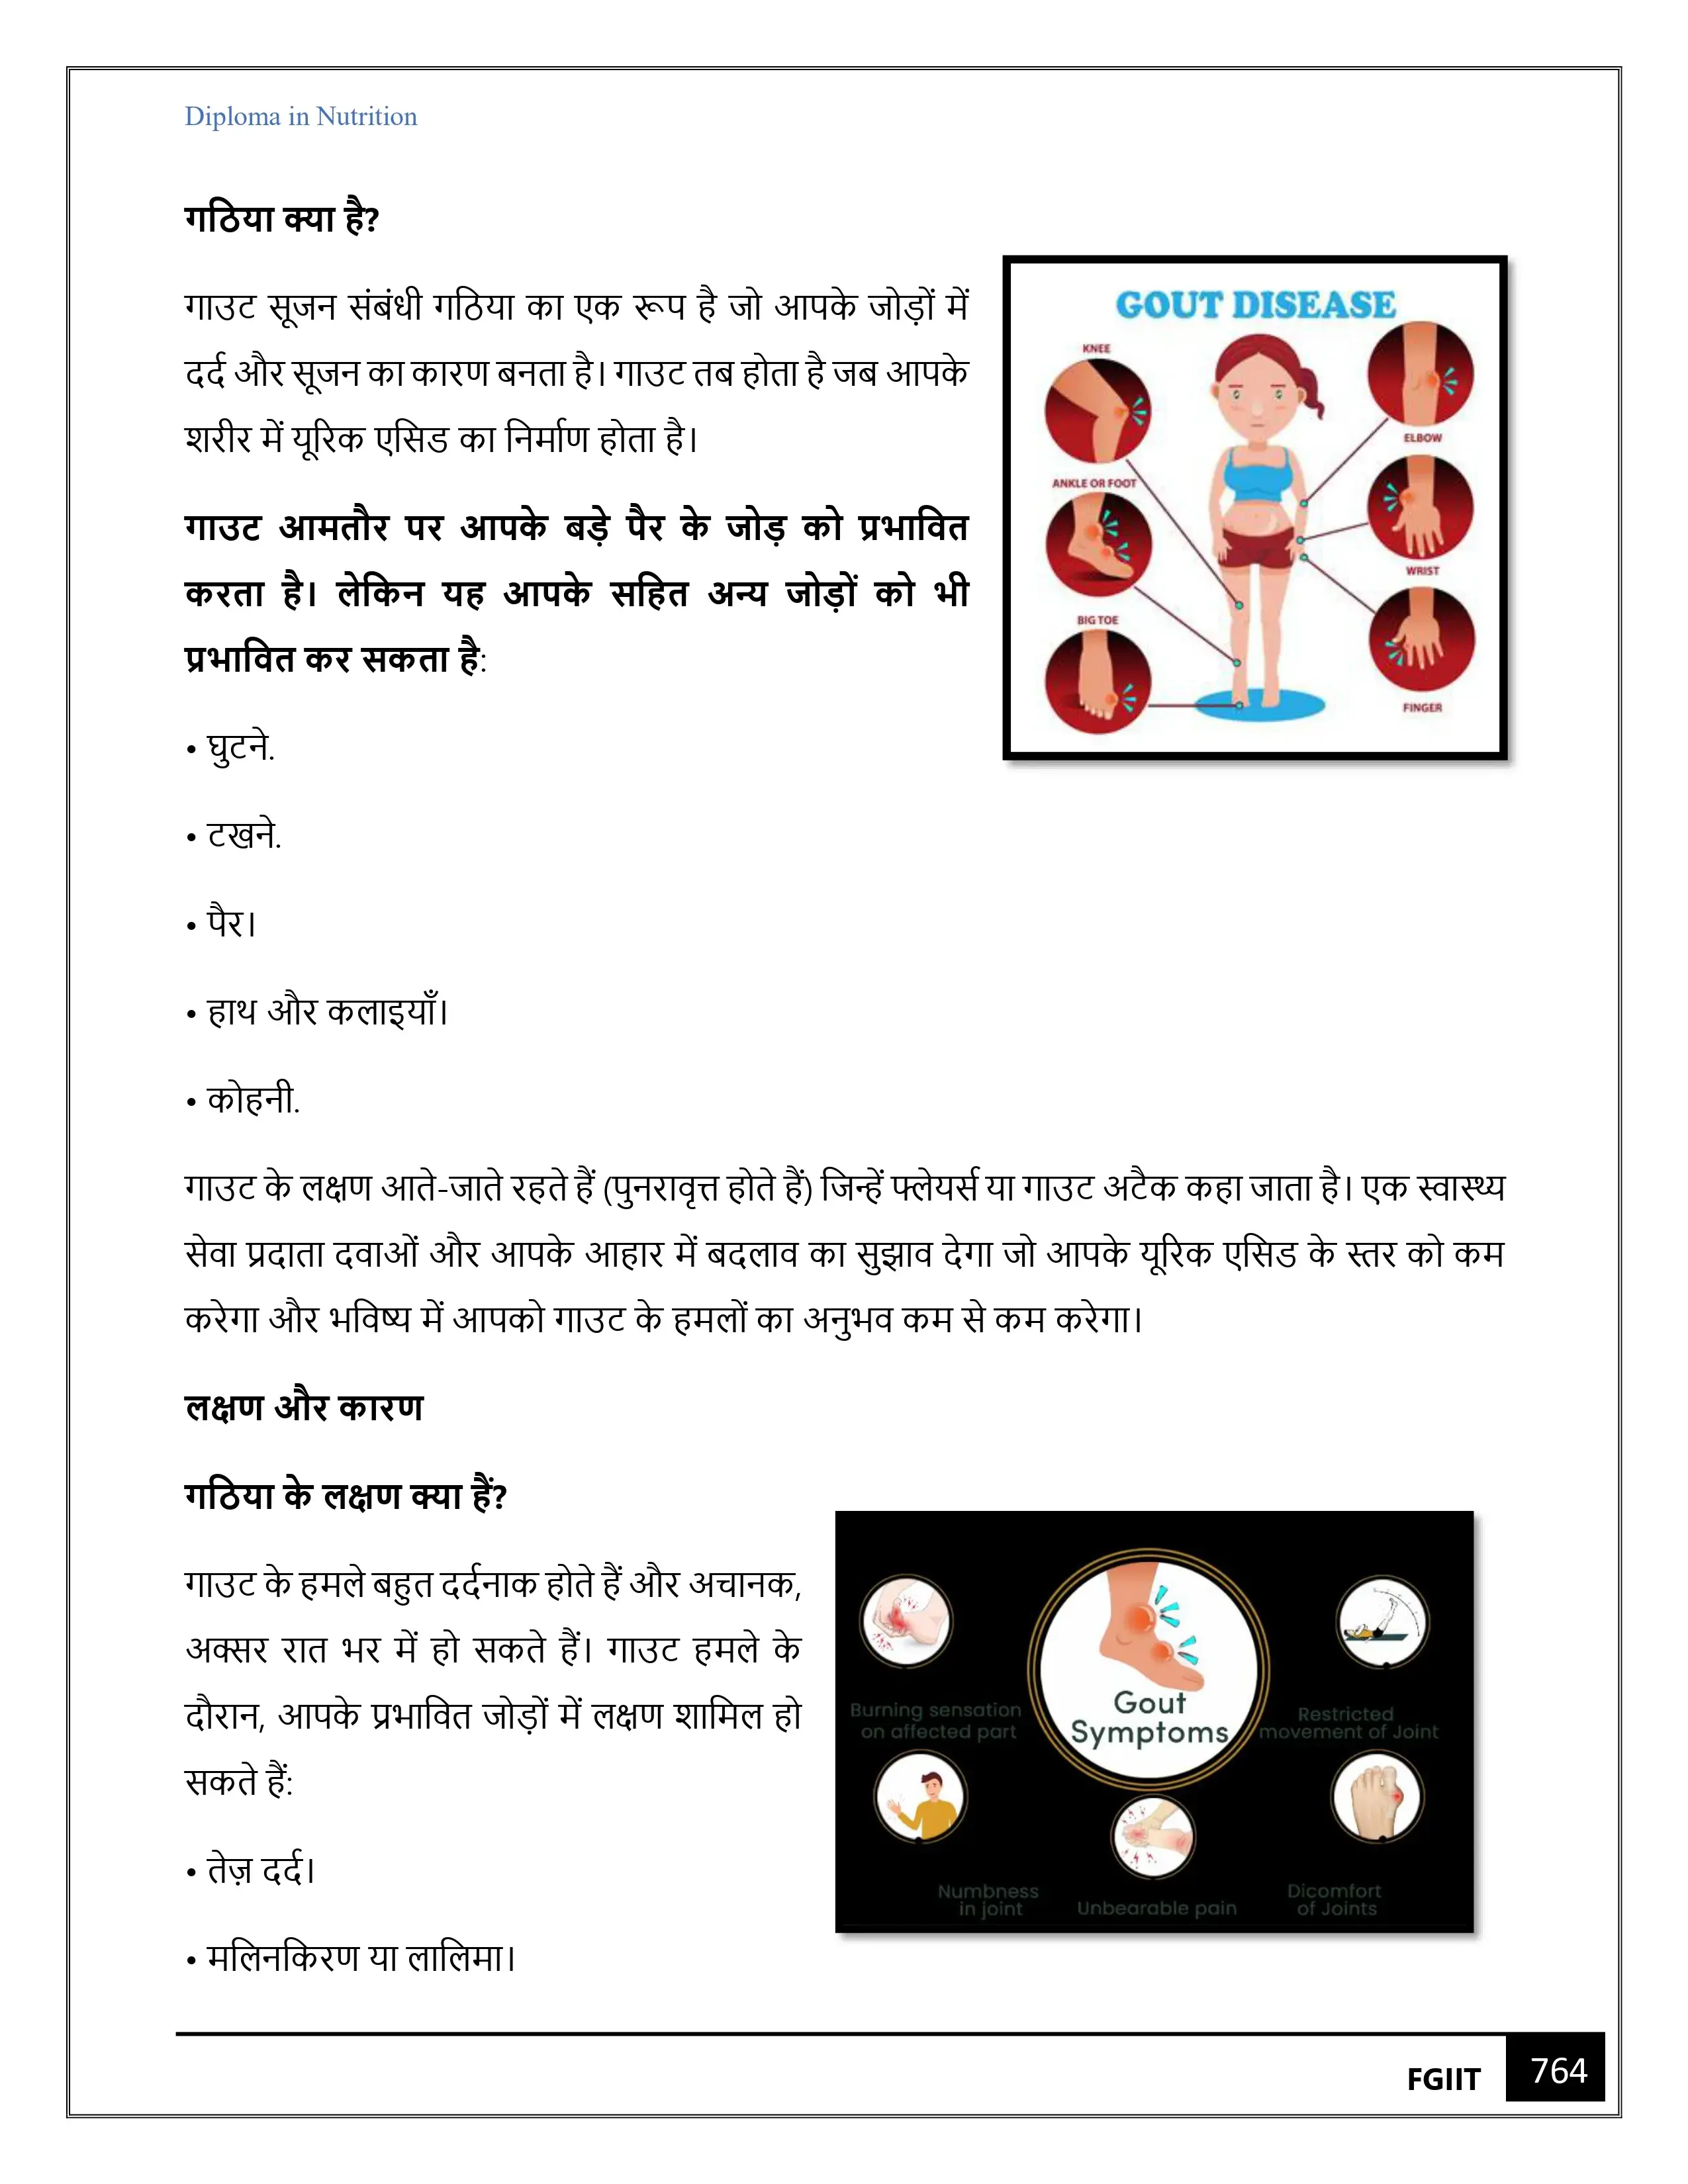 Diploma in Nutrition
गठिया क्या है?
गाउट सूजन संबंधी गठिया का एक रूप है जो आपके जोड़ों में
दर्द और सूजन का कारण बनता है। गाउट तब होता है जब आपके
शरीर में यूरिक एसिड का निर्माण होता है।
गाउट आमतौर पर आपके बड़े पैर के जोड़ को प्रभावित
करता है। लेकिन यह आपके सहित अन्य जोड़ों को भी
प्रभावित कर सकता है:
GOUT DISEASE
KNEE
ELBOW
ANKLE OR FOOT
WRIST
BIG TOE
FINGER
• घुटने.
• टखने.
• पैर।
• हाथ और कलाइयाँ।
• कोहनी.
गाउट के लक्षण आते-जाते रहते हैं (पुनरावृत्त होते हैं) जिन्हें फ्लेयर्स या गाउट अटैक कहा जाता है। एक स्वास्थ्य
सेवा प्रदाता दवाओं और आपके आहार में बदलाव का सुझाव देगा जो आपके यूरिक एसिड के स्तर को कम
करेगा और भविष्य में आपको गाउट के हमलों का अनुभव कम से कम करेगा।
लक्षण और कारण
गठिया के लक्षण क्या हैं?
गाउट के हमले बहुत दर्दनाक होते हैं और अचानक,
अक्सर रात भर में हो सकते हैं। गाउट हमले के
दौरान, आपके प्रभावित जोड़ों में लक्षण शामिल हो
सकते हैं:
• तेज़ दर्द।
• मलिनकिरण या लालिमा।
Gout
Symptoms
Burning sensation
on affected part
Restricted
movement of Joint
Numbness
in joint
Unbearable pain
Dicomfort
of Joints
FGIIT
764